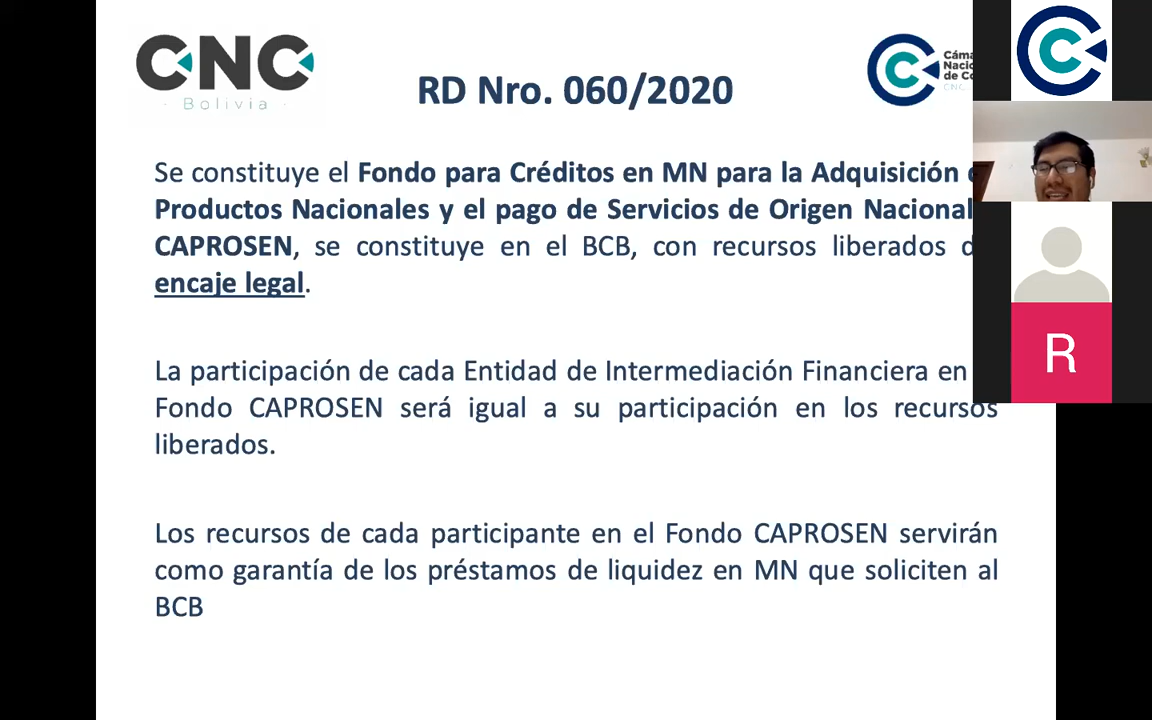 CNC
Bolivia
RD Nro. 060/2020
Se constituye el Fondo para Créditos en MN para la Adquisición
Productos Nacionales y el pago de Servicios de Origen Nacional
CAPROSEN, se constituye en el BCB, con recursos liberados
encaje legal.
La participación de cada Entidad de Intermediación Financiera en
Fondo CAPROSEN será igual a su participación en los recursos
liberados.
Los recursos de cada participante en el Fondo CAPROSEN servirán
como garantía de los préstamos de liquidez en MN que soliciten al
BCB
R